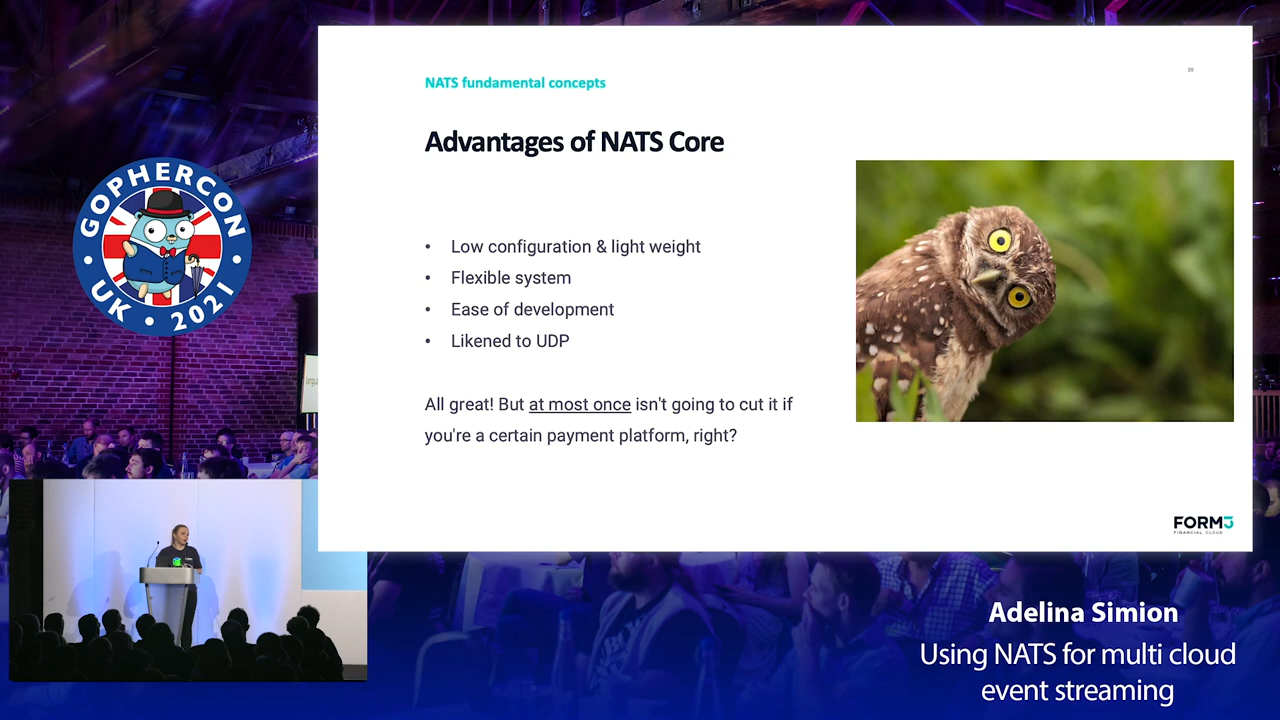 NATS fundamental concepts
20
Advantages of NATS Core
• Low configuration & light weight
• Flexible system
• Ease of development
• Likened to UDP
All great! But at most once isn't going to cut it if
you're a certain payment platform, right?
FORM3
FINANCIAL CLOUD
GOPHERCON
UK • 2021
Adelina Simion
Using NATS for multi cloud
event streaming